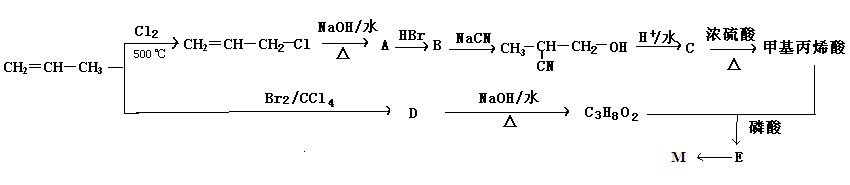 Cl2 NaOH/水 HBr NaCN H+/水 浓硫酸
CH2=CH-CH2-Cl A B CH3-CH-CH2-OH C 甲基丙烯酸
500℃ △ CN △
CH2=CH-CH3
Br2/CCl4 NaOH/水
D C3H8O2
△ 磷酸
M E